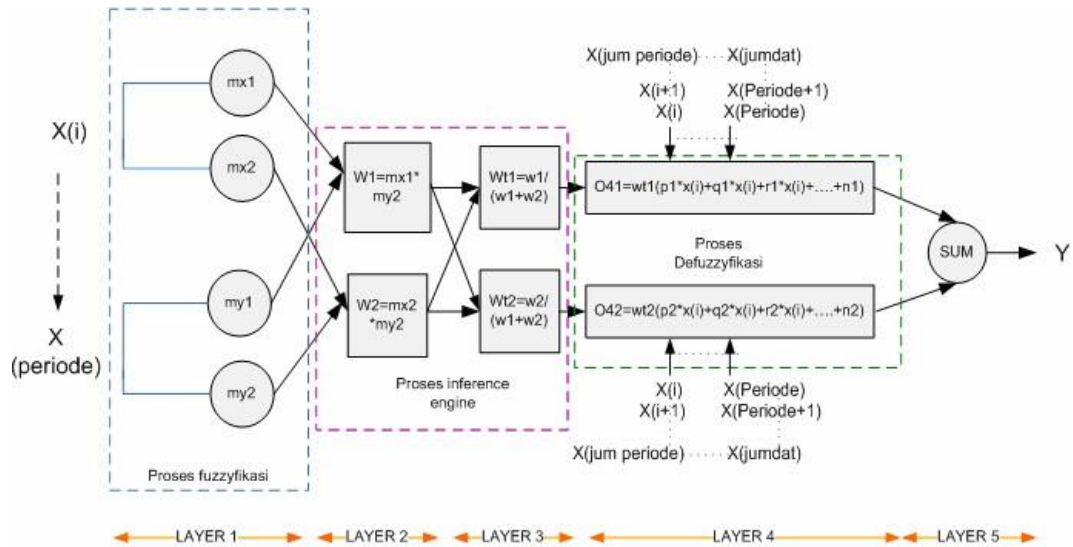 X(i)
X
(periode)
mx1
mx2
my1
my2
Proses fuzzyfikasi
W1=mx1*
my2
W2=mx2
*my2
Wt1=w1/
(w1+w2)
Wt2=w2/
(w1+w2)
Proses inference
engine
X(jum periode)
X(jumdat)
X(i+1)
X(Periode+1)
X(i)
X(Periode)
O41=wt1(p1*x(i)+q1*x(i)+r1*x(i)+....+n1)
Proses
Defuzzyfikasi
O42=wt2(p2*x(i)+q2*x(i)+r2*x(i)+....+n2)
X(i)
X(Periode)
X(i+1)
X(Periode+1)
X(jum periode)
X(jumdat)
SUM
Y
LAYER 1
LAYER 2
LAYER 3
LAYER 4
LAYER 5